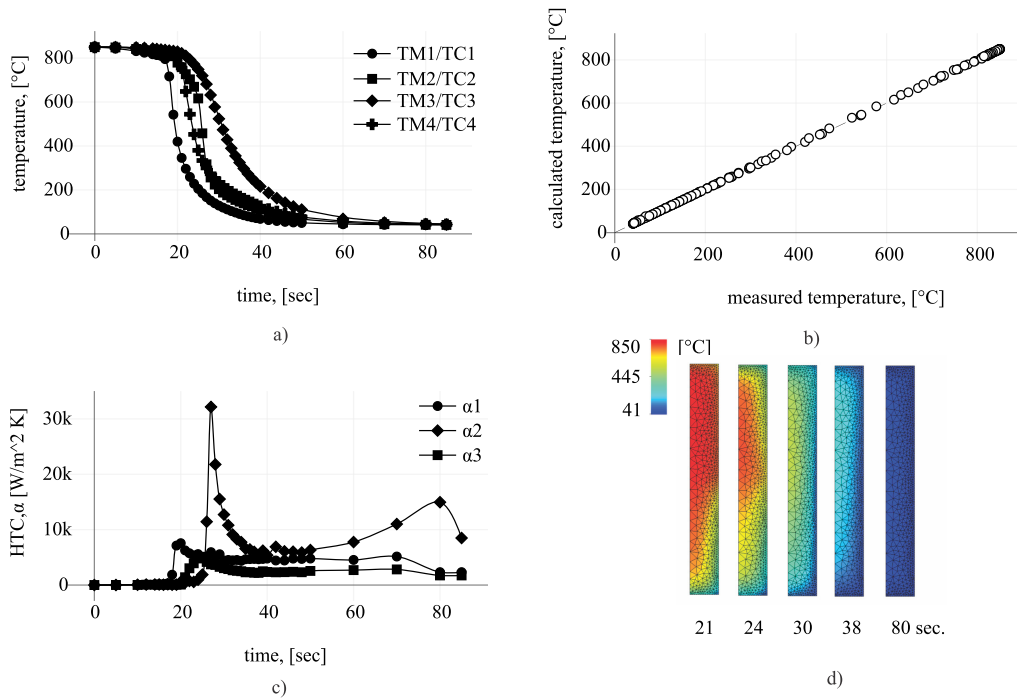 800
600
400
200
0
temperature, [°C]
TM1/TC1
TM2/TC2
TM3/TC3
TM4/TC4
0
20
40
60
80
time, [sec]
a)
800
600
400
200
0
calculated temperature, [°C]
0
200
400
600
800
measured temperature, [°C]
b)
30k
20k
10k
0
HTC,α [W/m^2 K]
α1
α2
α3
0
20
40
60
80
time, [sec]
c)
850
445
41
[°C]
21
24
30
38
80 sec.
d)